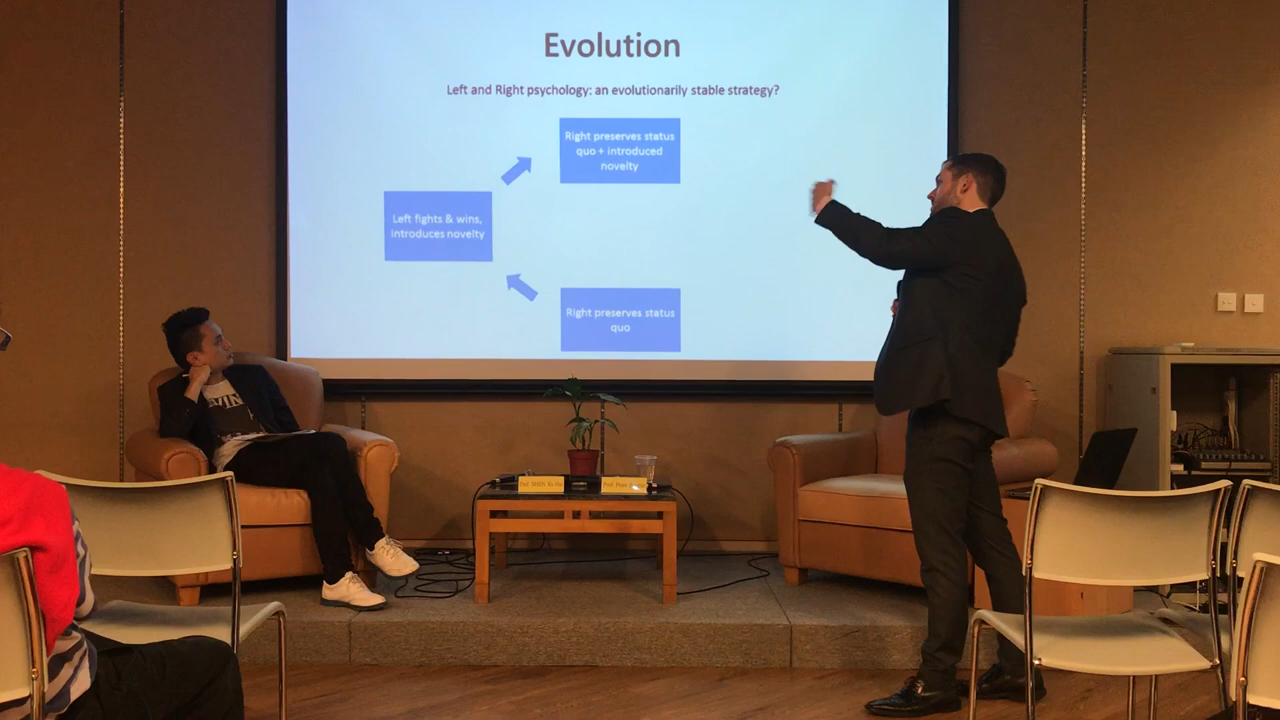 Evolution
Left and Right psychology: an evolutionarily stable strategy?
Right preserves status
quo + introduced
novelty
Left fights & wins,
introduces novelty
Right preserves status
quo
Prof.